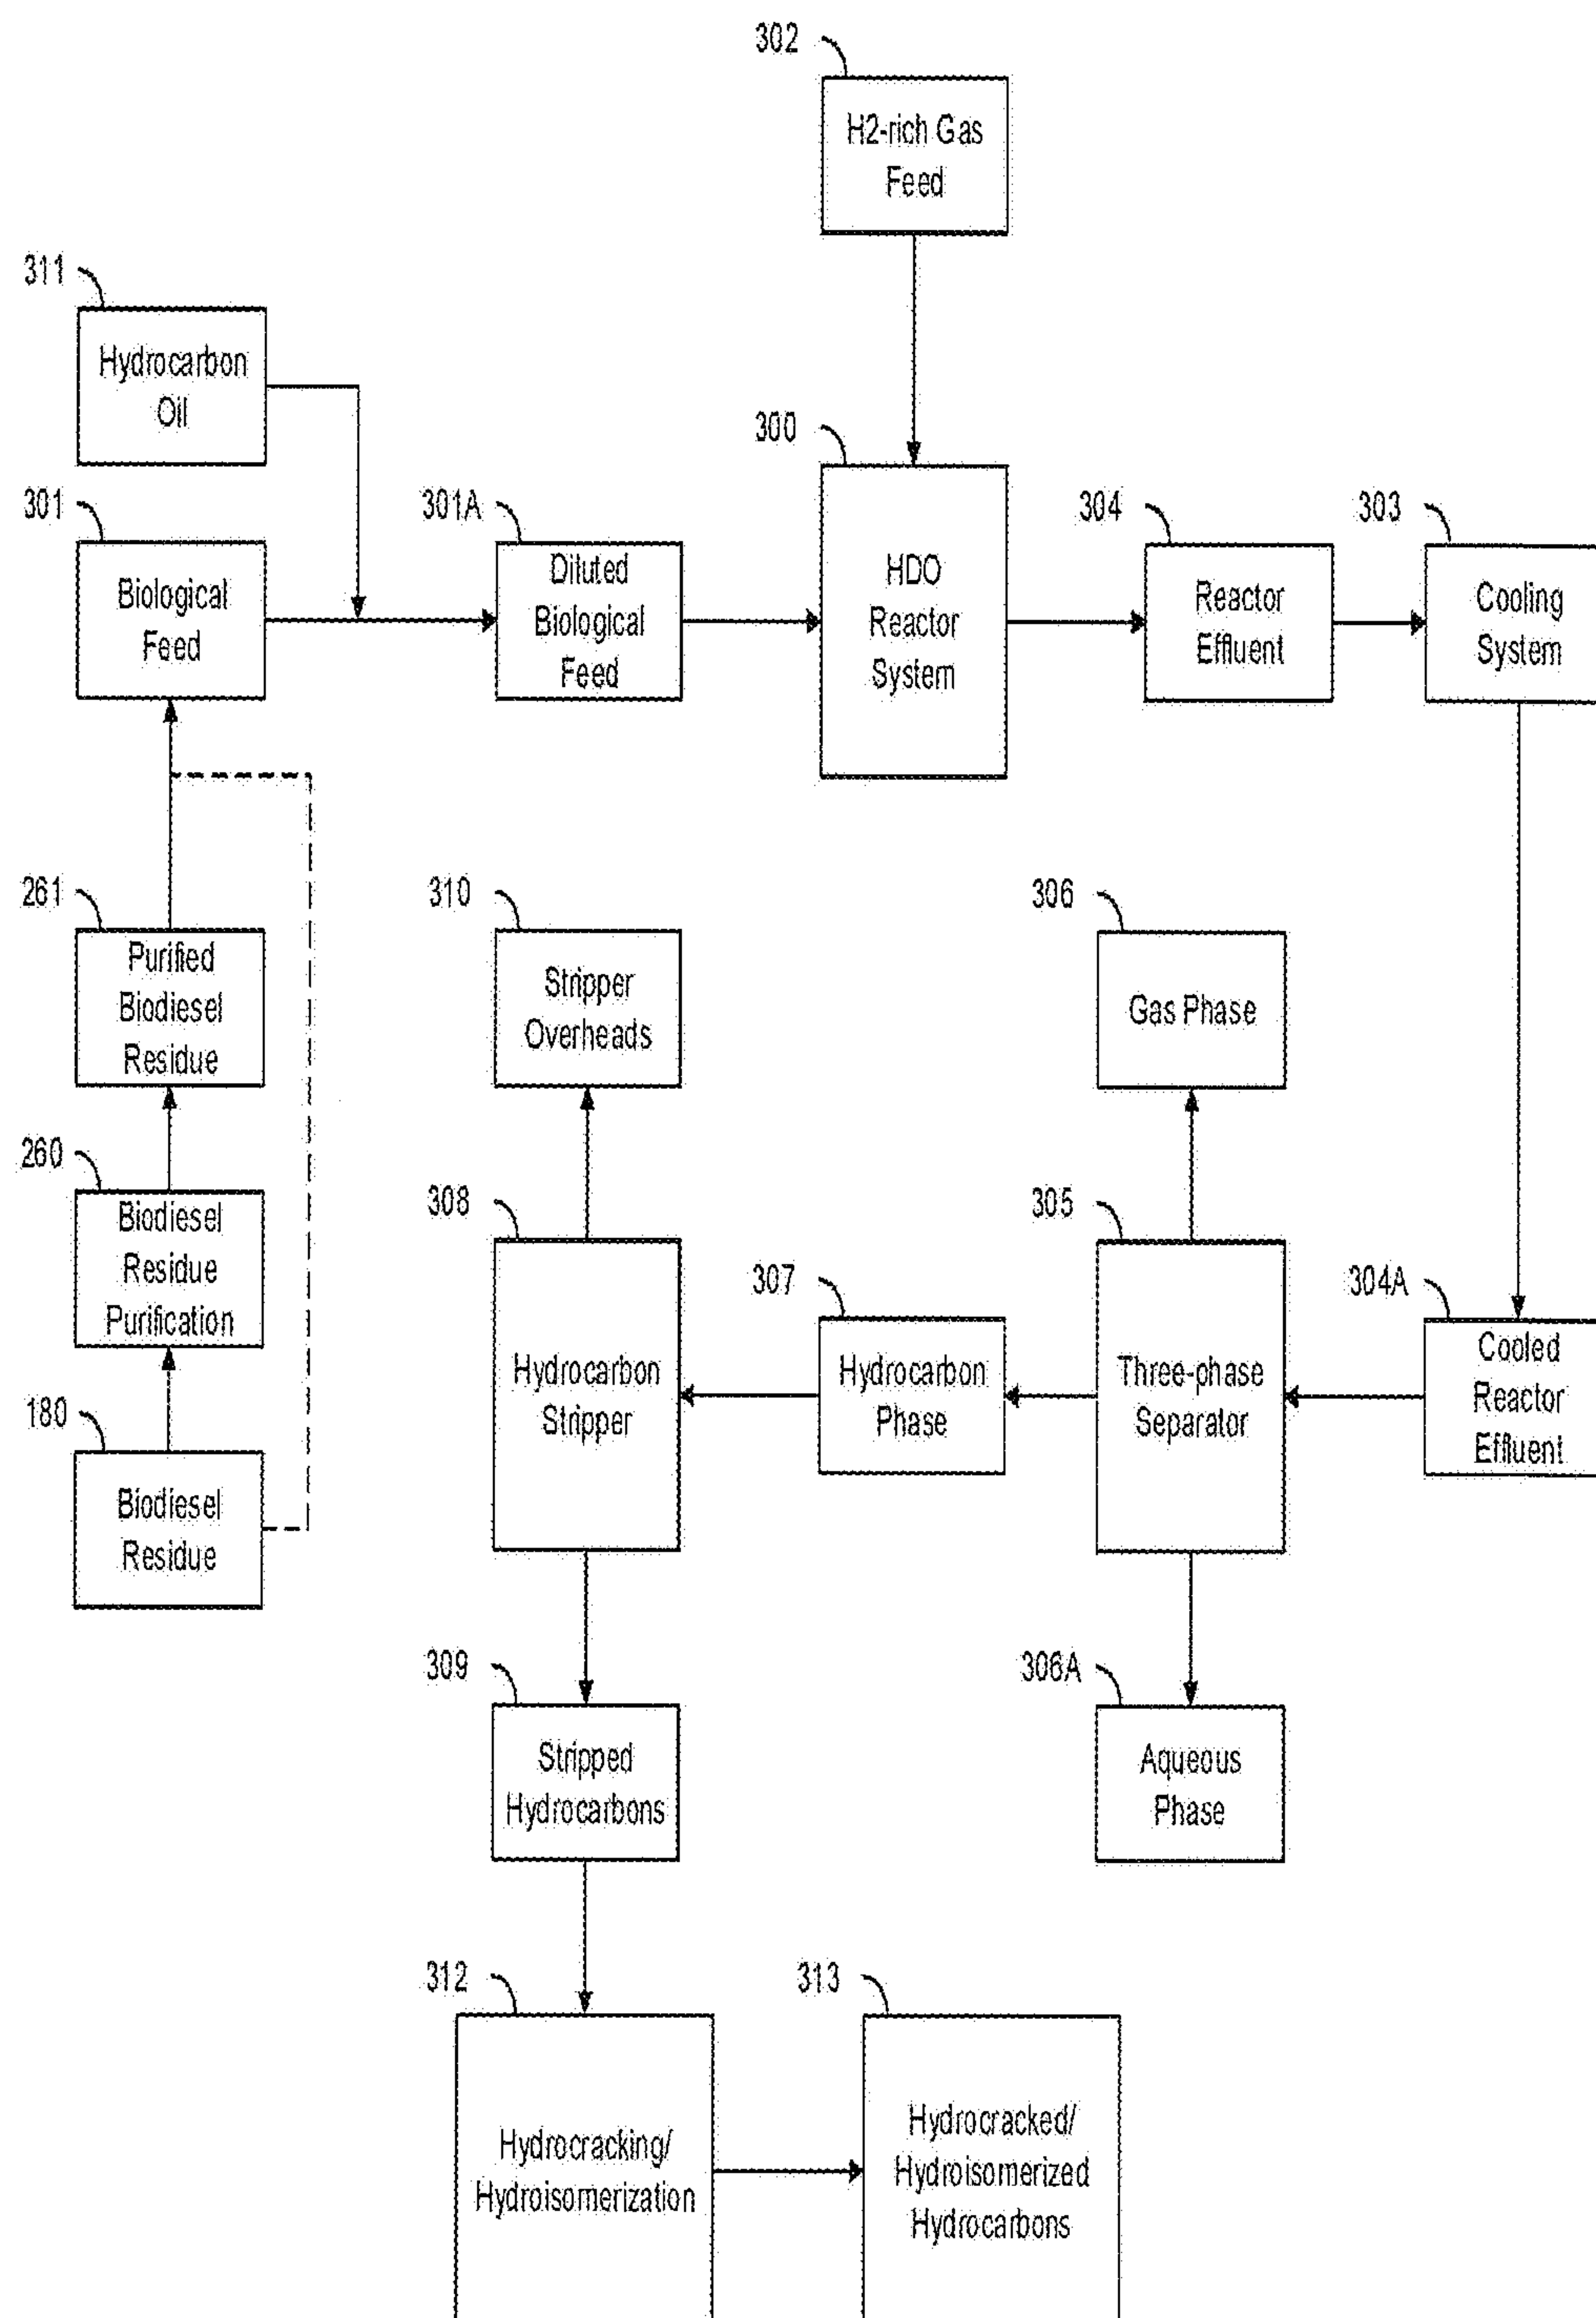 302
H2-rich Gas
Feed
311
Hydrocarbon
Oil
300
HDO
Reactor
System
301
Biological
Feed
301A
Diluted
Biological
Feed
304
Reactor
Effluent
303
Cooling
System
261
Purified
Biodiesel
Residue
310
Stripper
Overheads
306
Gas Phase
260
Biodiesel
Residue
Purification
308
Hydrocarbon
Stripper
307
Hydrocarbon
Phase
305
Three-phase
Separator
304A
Cooled
Reactor
Effluent
180
Biodiesel
Residue
309
Stripped
Hydrocarbons
306A
Aqueous
Phase
312
Hydrocracking/
Hydroisomerization
313
Hydrocracked/
Hydroisomerized
Hydrocarbons